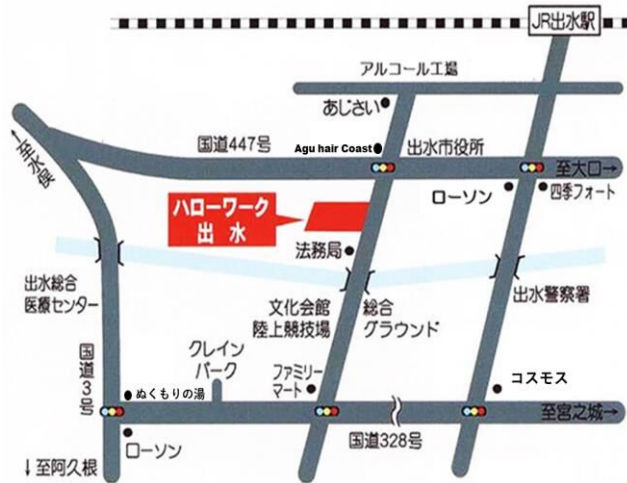 JR出水駅
アルコール工場
あじさい
国道447号
Agu hair Coast
出水市役所
至水俣
至大口→
ハローワーク
出水
ローソン
四季フォート
法務局
出水総合
医療センター
文化会館
陸上競技場
総合
グラウンド
出水警察署
国道3号
クレイン
パーク
ファミリー
マート
コスモス
ぬくもりの湯
至宮之城→
国道328号
ローソン
↓至阿久根